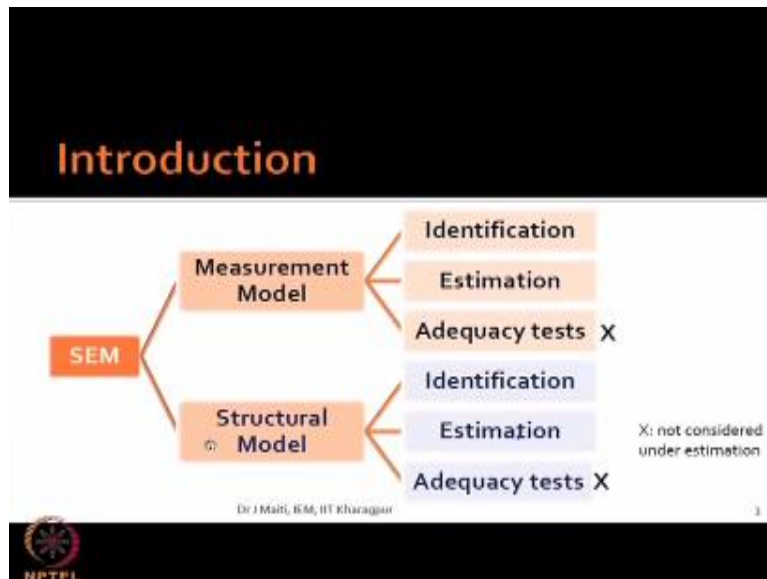 Introduction
SEM
Measurement
Model
Identification
Estimation
Adequacy tests X
Structural
Model
Identification
Estimation
Adequacy tests X
X: not considered
under estimation
Dr J Maiti, IEM, IIT Kharagpur
3
NPTEL